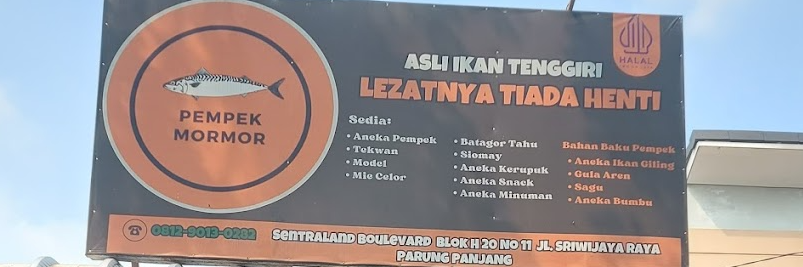 PEMPEK
MORMOR
ASLI IKAN TENGGIRI
LEZATNYA TIADA HENTI
HALAL
Sedia:
• Aneka Pempek
• Tekwan
• Model
• Mie Celor
• Batagor Tahu
• Siomay
• Aneka Kerupuk
• Aneka Snack
• Aneka Minuman
Bahan Baku Pempek
• Aneka Ikan Giling
• Gula Aren
• Sagu
• Aneka Bumbu
0812-9013-0282
Sentraland Boulevard Blok H 20 No 11 Jl. Sriwijaya Raya
Parung Panjang